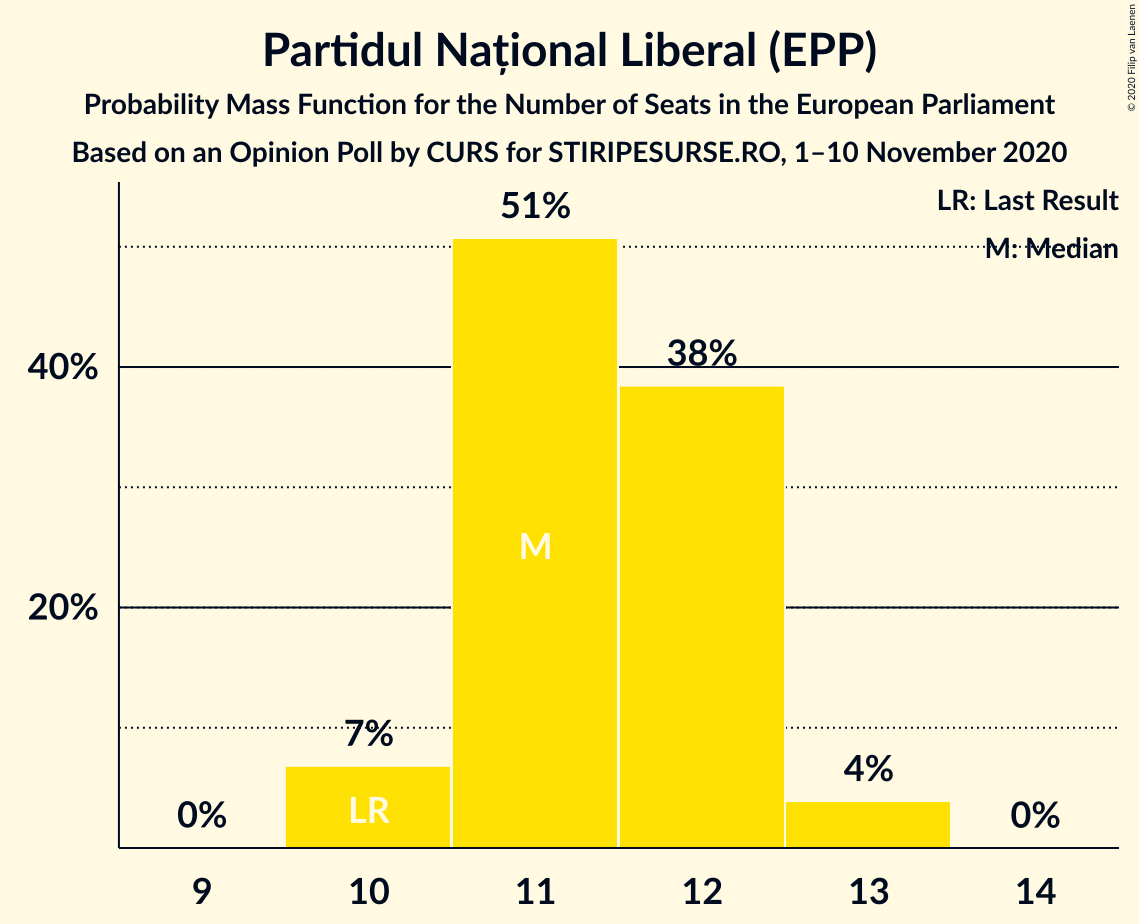 Partidul Național Liberal (EPP)
Probability Mass Function for the Number of Seats in the European Parliament
Based on an Opinion Poll by CURS for STIRIPESURSE.RO, 1–10 November 2020
© 2020 Filip van Laenen
LR: Last Result
M: Median
51%
38%
40%
M
20%
7%
4%
LR
0%
0%
9 10 11 12 13 14